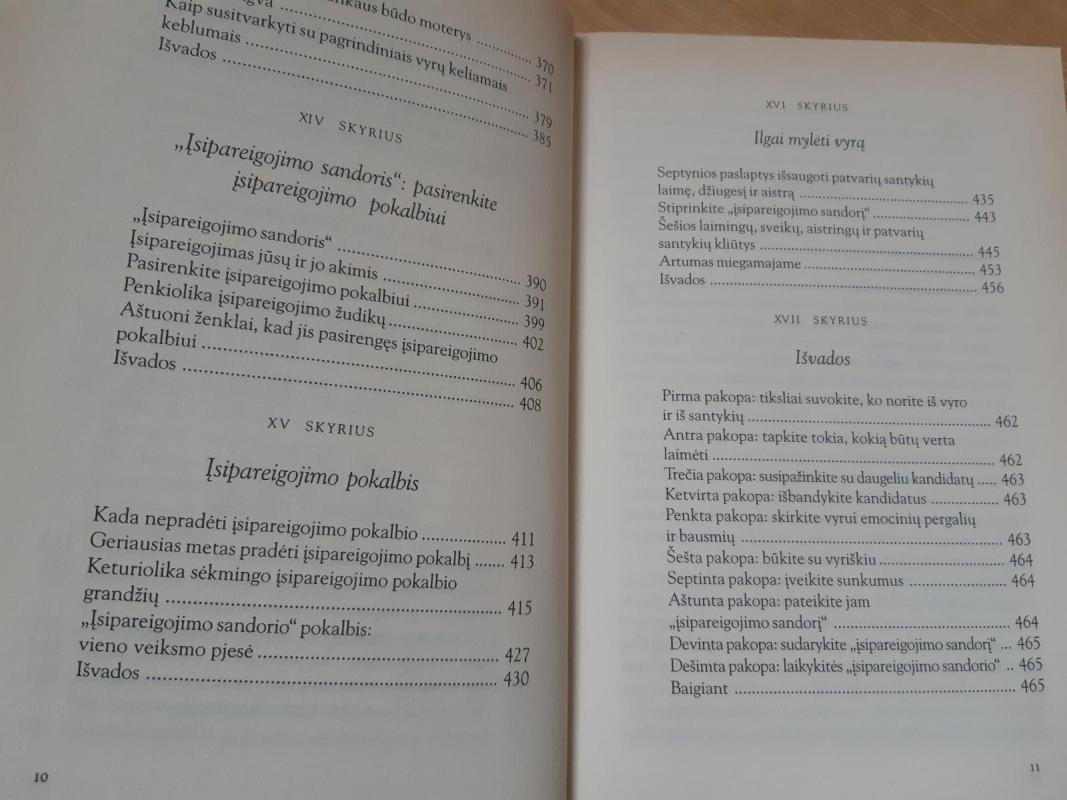 kaus būdo moterys ..... 370
Kaip susitvarkyti su pagrindiniais vyrų keliamais ..... 371
keblumais ..... 379
Išvados ..... 385
XIV SKYRIUS
„Įsipareigojimo sandoris“: pasirenkite
įsipareigojimo pokalbiui
„Įsipareigojimo sandoris“ ..... 390
Įsipareigojimas jūsų ir jo akimis ..... 391
Pasirenkite įsipareigojimo pokalbiui ..... 399
Penkiolika įsipareigojimo žudikų ..... 402
Aštuoni ženklai, kad jis pasirengęs įsipareigojimo
pokalbiui ..... 406
Išvados ..... 408
XV SKYRIUS
Įsipareigojimo pokalbis
Kada nepradėti įsipareigojimo pokalbio ..... 411
Geriausias metas pradėti įsipareigojimo pokalbį ..... 413
Keturiolika sėkmingo įsipareigojimo pokalbio
grandžių ..... 415
„Įsipareigojimo sandorio“ pokalbis:
vieno veiksmo pjesė ..... 427
Išvados ..... 430
10
XVI SKYRIUS
Ilgai mylėti vyrą
Septynios paslaptys išsaugoti patvarių santykių
laimę, džiugesį ir aistrą ..... 435
Stiprinkite „įsipareigojimo sandorį“ ..... 443
Šešios laimingų, sveikų, aistringų ir patvarių
santykių kliūtys ..... 445
Artumas miegamajame ..... 453
Išvados ..... 456
XVII SKYRIUS
Išvados
Pirma pakopa: tiksliai suvokite, ko norite iš vyro
ir iš santykių ..... 462
Antra pakopa: tapkite tokia, kokią būtų verta
laimėti ..... 462
Trečia pakopa: susipažinkite su daugeliu kandidatų ..... 463
Ketvirta pakopa: išbandykite kandidatus ..... 463
Penkta pakopa: skirkite vyrui emocinių pergalių
ir bausmių ..... 463
Šešta pakopa: būkite su vyriškiu ..... 464
Septinta pakopa: įveikite sunkumus ..... 464
Aštunta pakopa: pateikite jam
„įsipareigojimo sandorį“ ..... 464
Devinta pakopa: sudarykite „įsipareigojimo sandorį“ ... 465
Dešimta pakopa: laikykitės „įsipareigojimo sandorio“ .. 465
Baigiant ..... 465
11